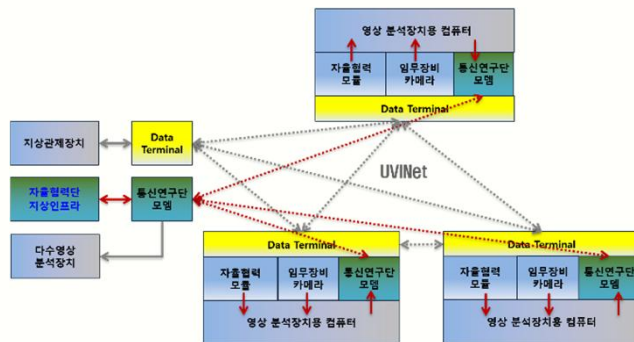 영상 분석장치용 컴퓨터
자율협력
모듈
임무장비
카메라
통신연구단
모뎀
Data Terminal
지상관제장치
Data
Terminal
UVINet
자율협력단
지상인프라
통신연구단
모뎀
다수영상
분석장치
Data Terminal
자율협력
모듈
임무장비
카메라
통신연구단
모뎀
영상 분석장치용 컴퓨터
Data Terminal
자율협력
모듈
임무장비
카메라
통신연구단
모뎀
영상 분석장치용 컴퓨터